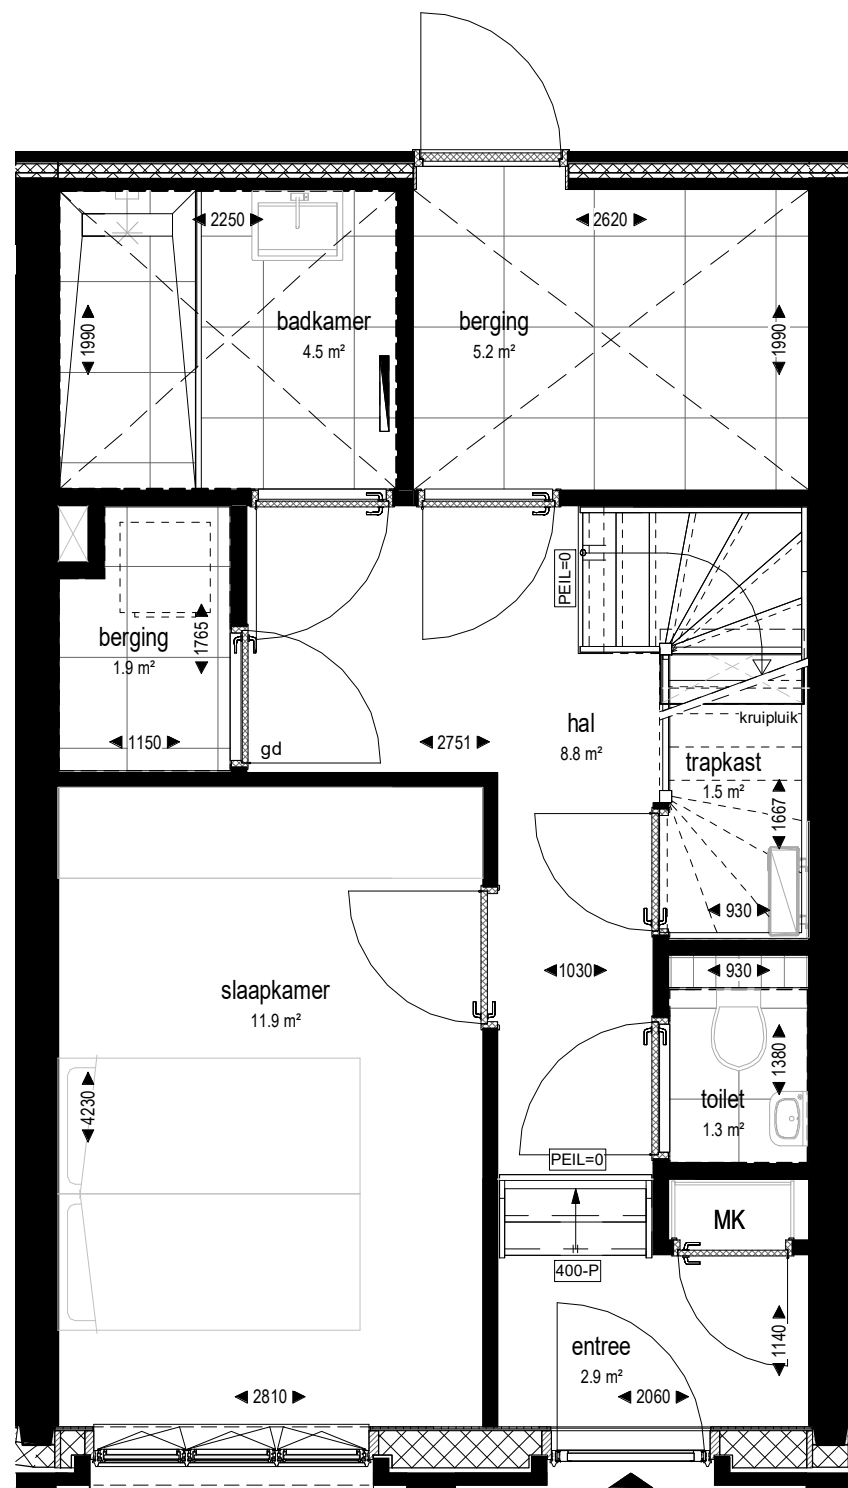 2250
2620
badkamer
4.5 m²
1990
berging
5.2 m²
1990
PEIL=0
berging
1.9 m²
1765
1150
gd
2751
hal
8.8 m²
kruipluik
trapkast
1.5 m²
1667
930
slaapkamer
11.9 m²
1030
930
1380
toilet
1.3 m²
4230
PEIL=0
MK
400-P
entree
2.9 m²
1140
2810
2060